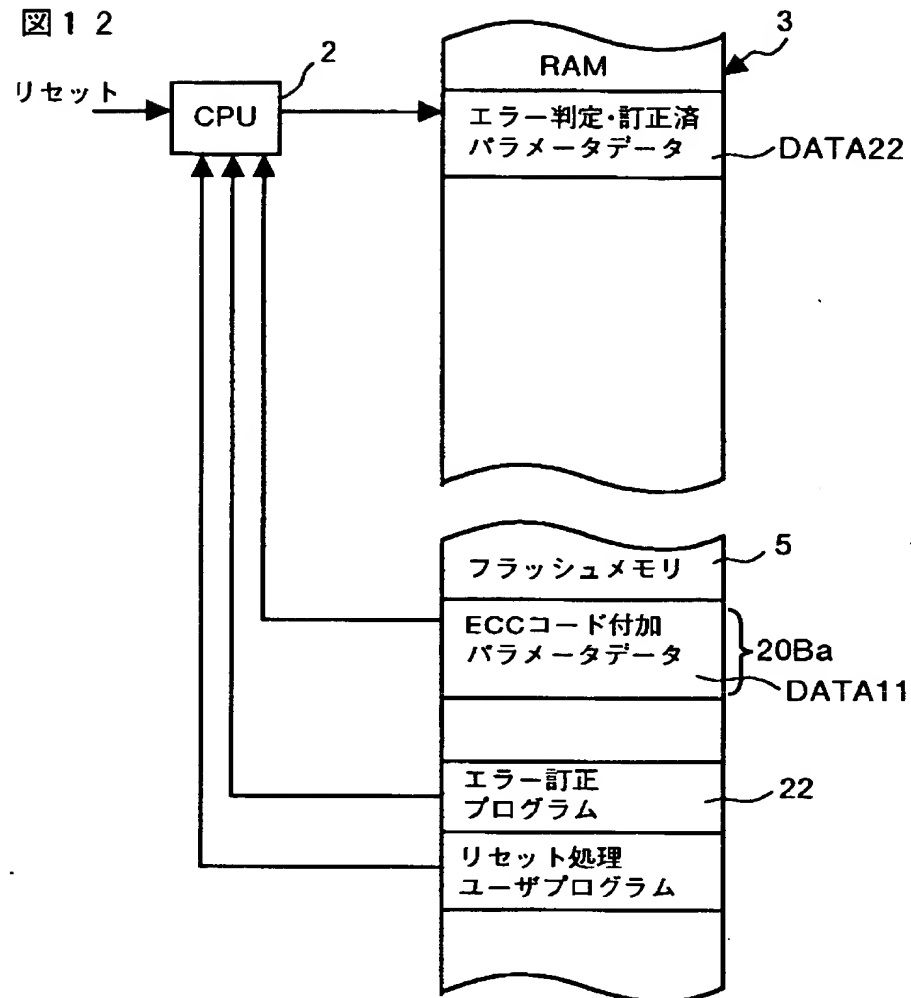 図12
3
2
RAM
リセット
CPU
エラー判定・訂正済
パラメータデータ
DATA22
5
フラッシュメモリ
ECCコード付加
パラメータデータ
20Ba
DATA11
エラー訂正
プログラム
22
リセット処理
ユーザプログラム